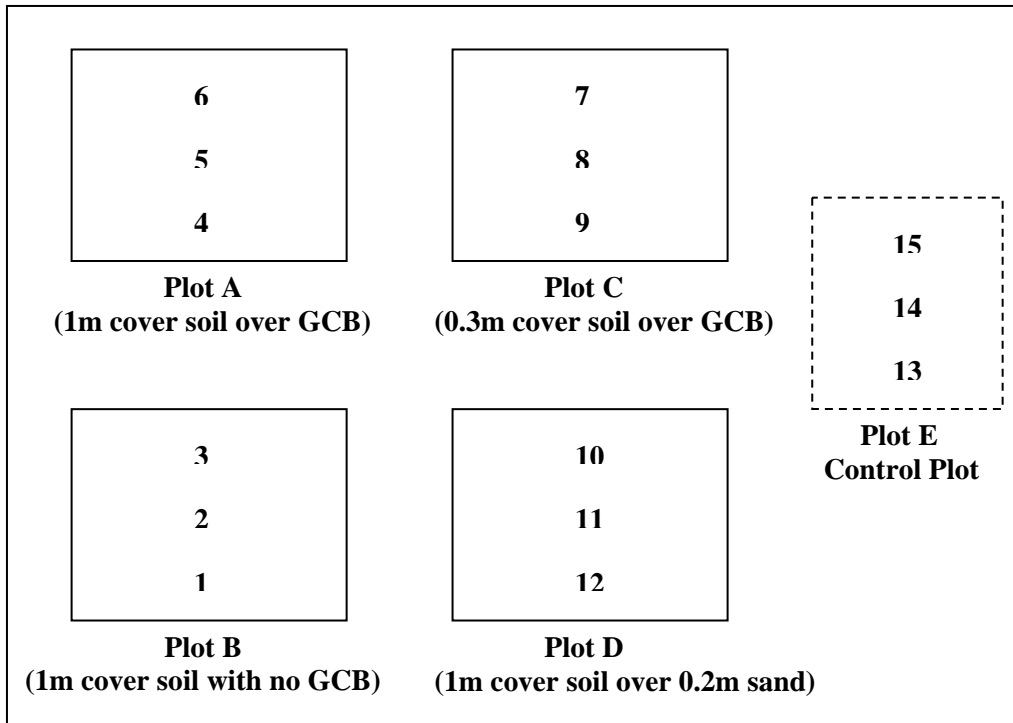 6
5
4
Plot A
(1m cover soil over GCB)
7
8
9
Plot C
(0.3m cover soil over GCB)
15
14
13
Plot E
Control Plot
3
2
1
Plot B
(1m cover soil with no GCB)
10
11
12
Plot D
(1m cover soil over 0.2m sand)